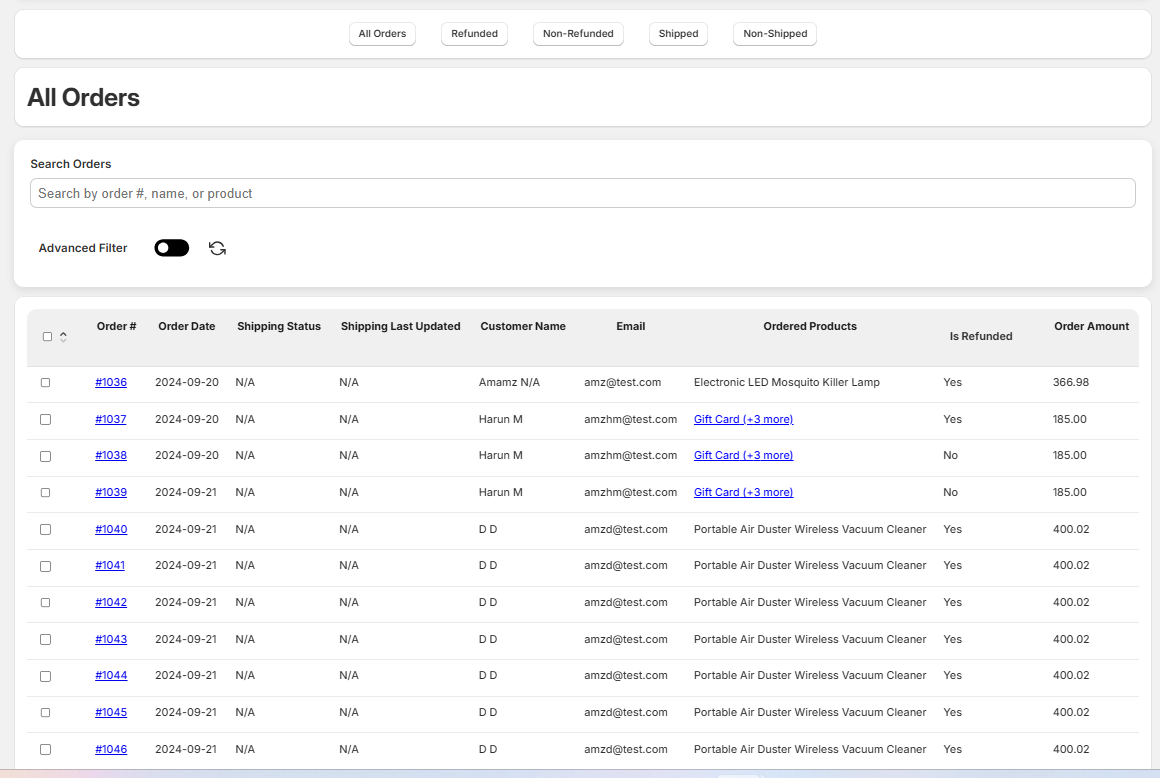 All Orders Refunded Non-Refunded Shipped Non-Shipped
All Orders
Search Orders
Search by order #, name, or product
Advanced Filter
Order # Order Date Shipping Status Shipping Last Updated Customer Name Email Ordered Products Is Refunded Order Amount
#1036 2024-09-20 N/A N/A Amamz N/A amz@test.com Electronic LED Mosquito Killer Lamp Yes 366.98
#1037 2024-09-20 N/A N/A Harun M amzhm@test.com Gift Card (+3 more) Yes 185.00
#1038 2024-09-20 N/A N/A Harun M amzhm@test.com Gift Card (+3 more) No 185.00
#1039 2024-09-21 N/A N/A Harun M amzhm@test.com Gift Card (+3 more) No 185.00
#1040 2024-09-21 N/A N/A D D amzd@test.com Portable Air Duster Wireless Vacuum Cleaner Yes 400.02
#1041 2024-09-21 N/A N/A D D amzd@test.com Portable Air Duster Wireless Vacuum Cleaner Yes 400.02
#1042 2024-09-21 N/A N/A D D amzd@test.com Portable Air Duster Wireless Vacuum Cleaner Yes 400.02
#1043 2024-09-21 N/A N/A D D amzd@test.com Portable Air Duster Wireless Vacuum Cleaner Yes 400.02
#1044 2024-09-21 N/A N/A D D amzd@test.com Portable Air Duster Wireless Vacuum Cleaner Yes 400.02
#1045 2024-09-21 N/A N/A D D amzd@test.com Portable Air Duster Wireless Vacuum Cleaner Yes 400.02
#1046 2024-09-21 N/A N/A D D amzd@test.com Portable Air Duster Wireless Vacuum Cleaner Yes 400.02